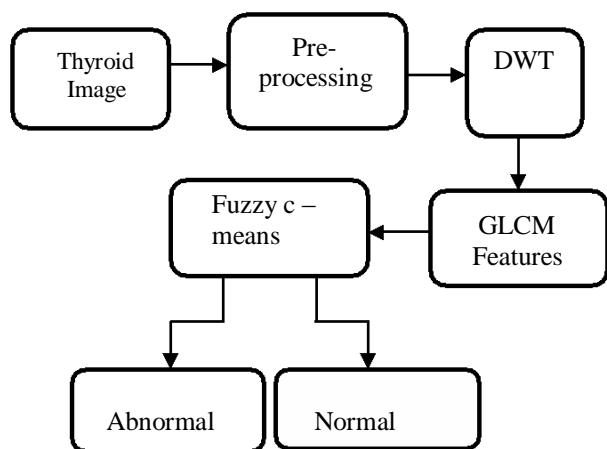 Thyroid
Image
Pre-
processing
DWT
GLCM
Features
Fuzzy c –
means
Abnormal
Normal